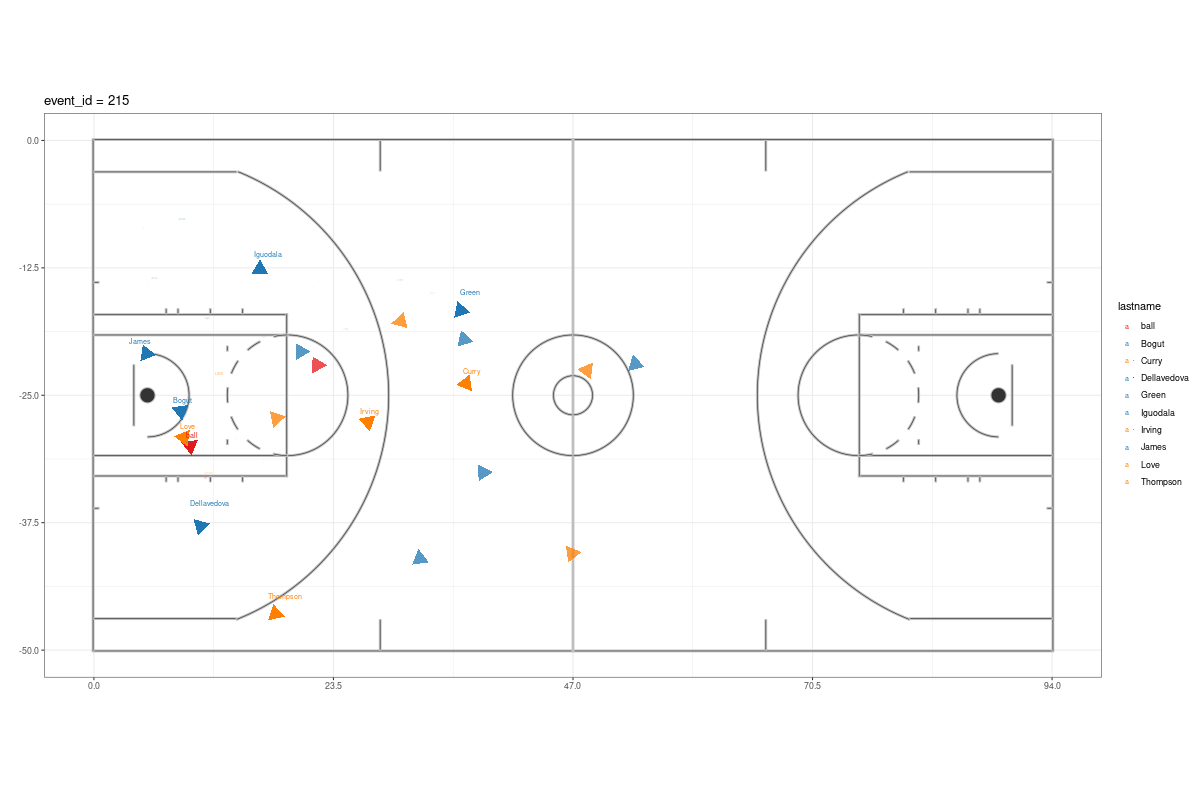 event_id = 215
0.0
-12.5
-25.0
-37.5
-50.0
0.0
23.5
47.0
70.5
94.0
Iguodala
Green
James
Curry
Bogut
Irving
Love
ball
Dellavedova
Thompson
lastname
a ball
a Bogut
a Curry
a Dellavedova
a Green
a Iguodala
a Irving
a James
a Love
a Thompson